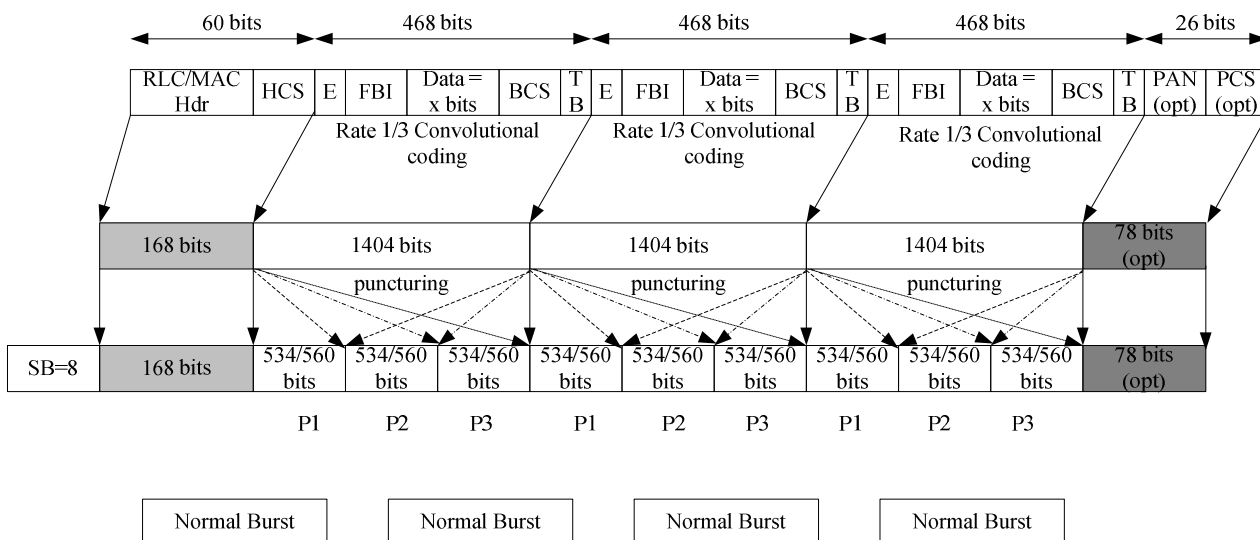 60 bits 468 bits 468 bits 468 bits 26 bits
RLC/MAC Hdr HCS E FBI Data = x bits BCS T B E FBI Data = x bits BCS T B E FBI Data = x bits BCS T B PAN (opt) PCS (opt)
Rate 1/3 Convolutional coding Rate 1/3 Convolutional coding Rate 1/3 Convolutional coding
168 bits 1404 bits 1404 bits 1404 bits 78 bits (opt)
puncturing puncturing puncturing
SB=8 168 bits 534/560 bits 534/560 bits 534/560 bits 534/560 bits 534/560 bits 534/560 bits 534/560 bits 534/560 bits 534/560 bits 78 bits (opt)
P1 P2 P3 P1 P2 P3 P1 P2 P3
Normal Burst Normal Burst Normal Burst Normal Burst